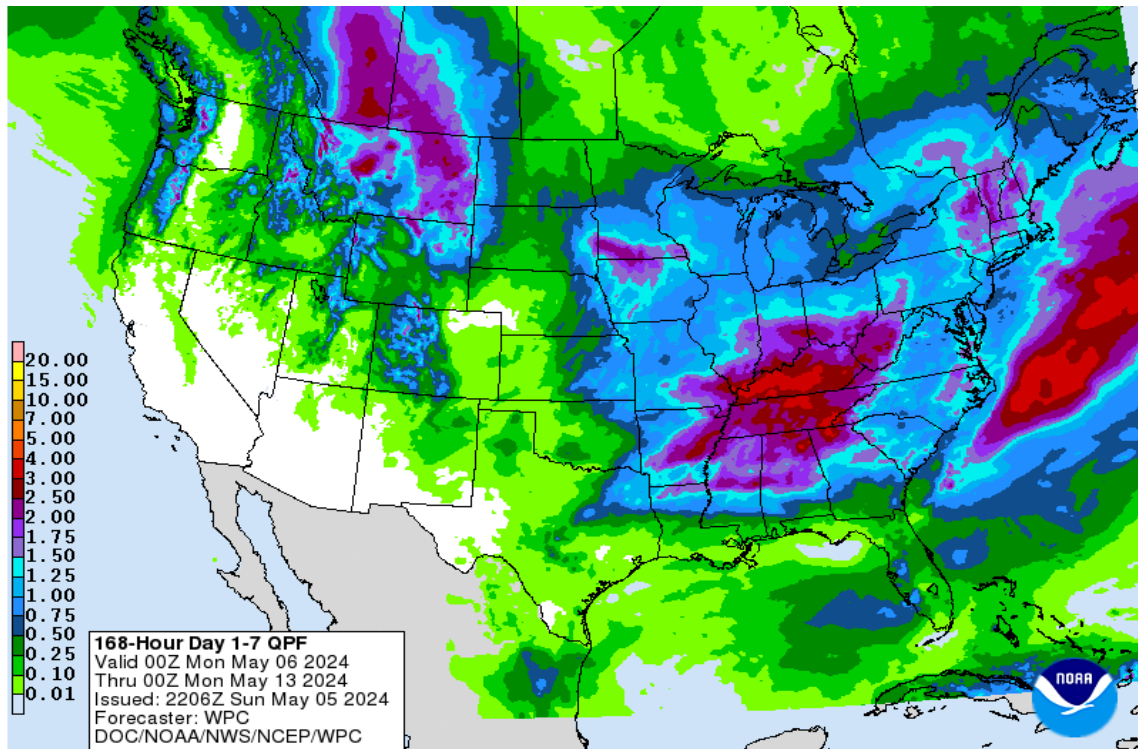 20.00
15.00
10.00
7.00
5.00
4.00
3.00
2.50
2.00
1.75
1.50
1.25
1.00
0.75
0.50
0.25
0.10
0.01
168-Hour Day 1-7 QPF
Valid 00Z Mon May 06 2024
Thru 00Z Mon May 13 2024
Issued: 2206Z Sun May 05 2024
Forecaster: WPC
DOC/NOAA/NWS/NCEP/WPC
NOAA